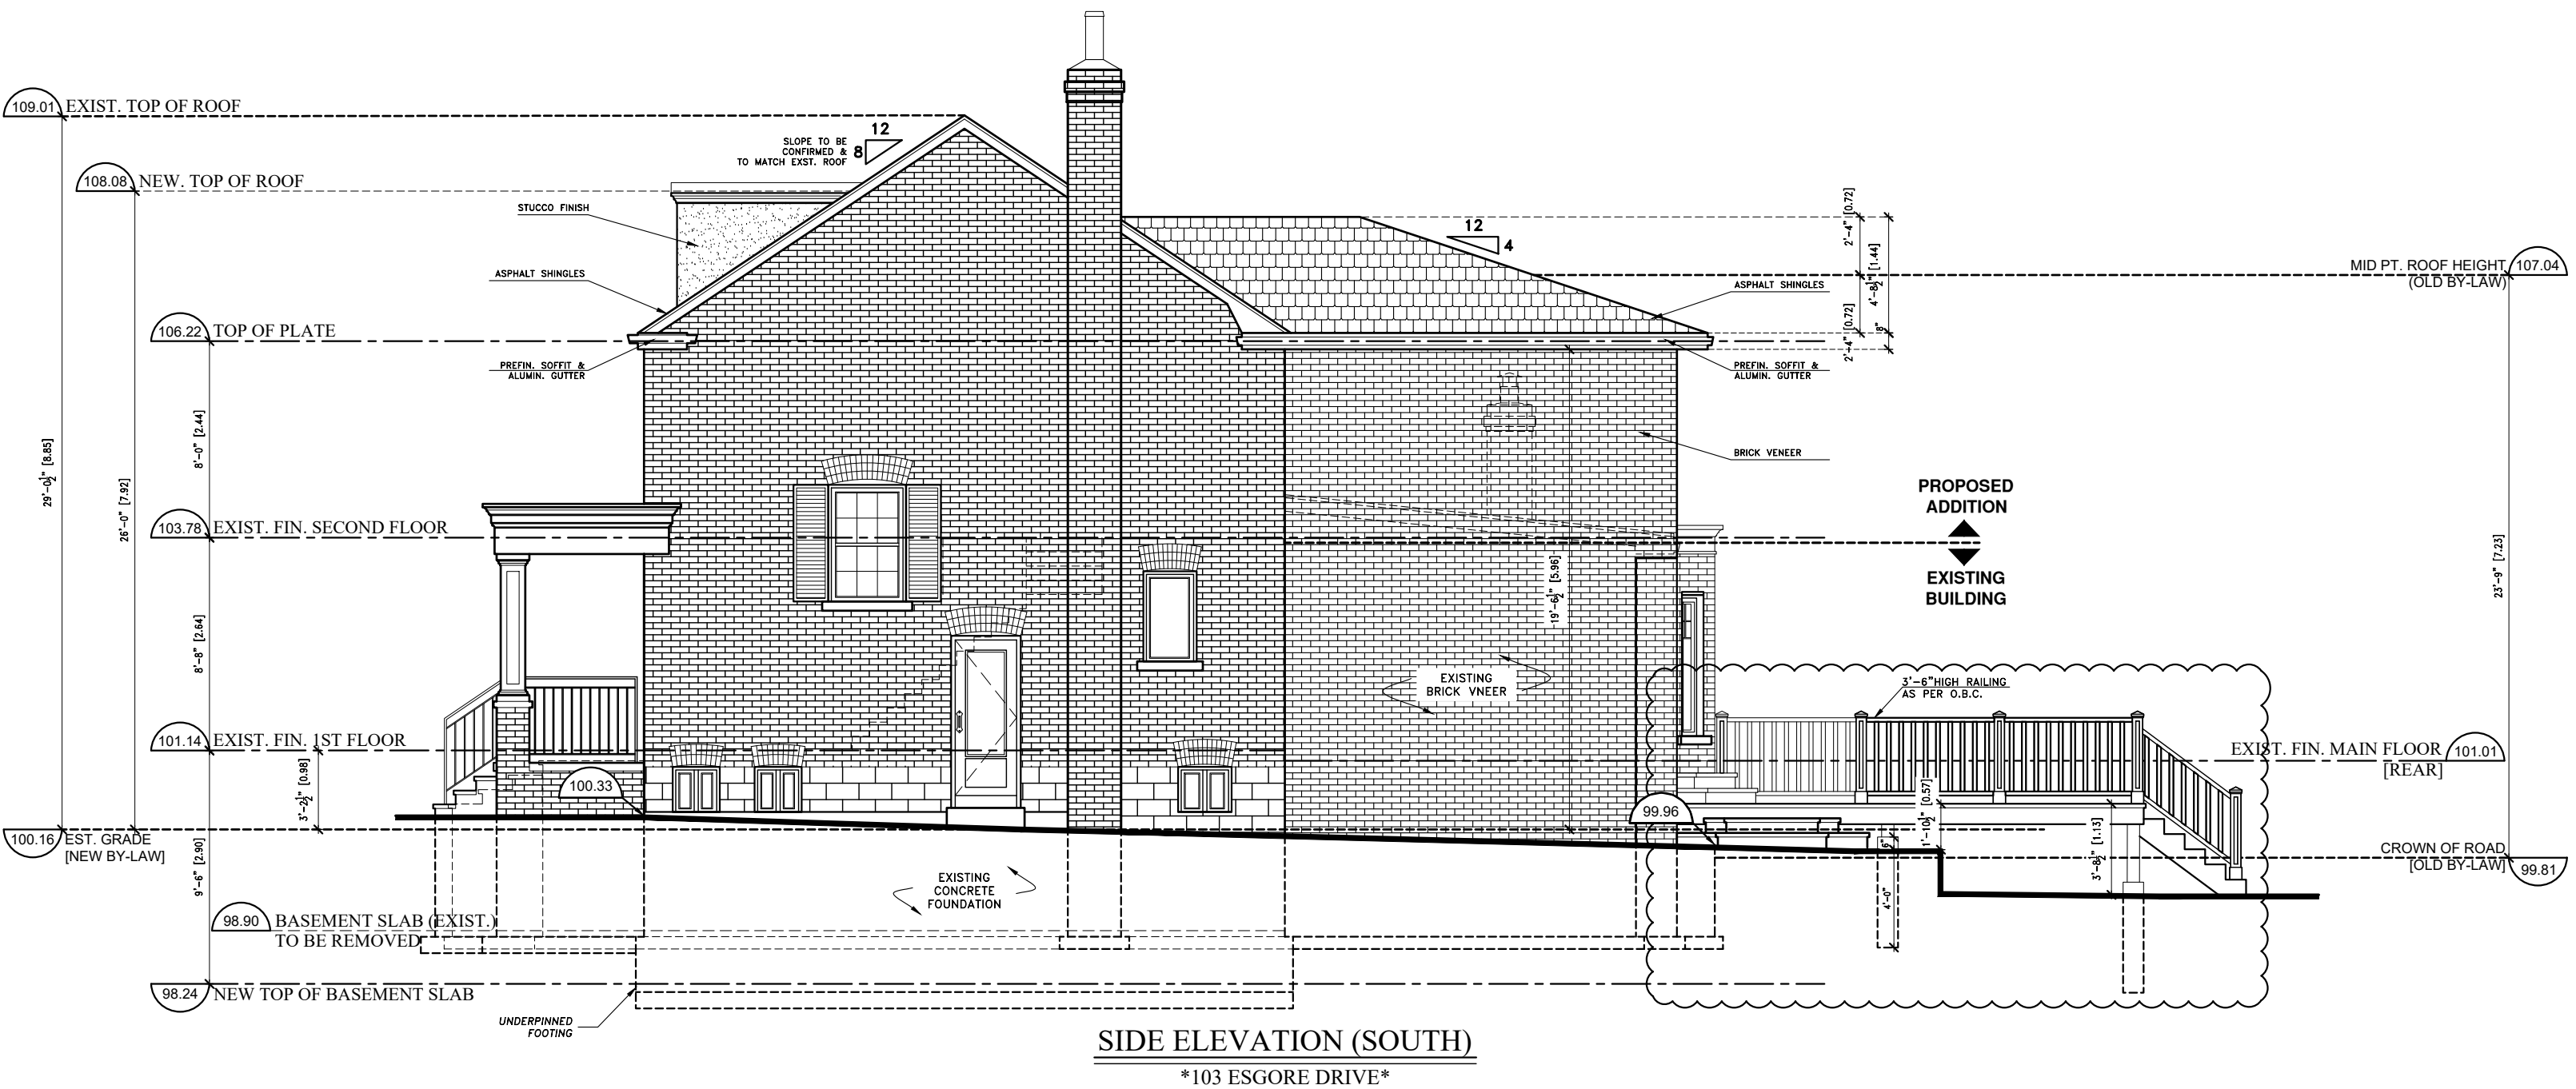 109.01
EXIST. TOP OF ROOF
12
8
SLOPE TO BE
CONFIRMED &
TO MATCH EXST. ROOF
108.08
NEW. TOP OF ROOF
STUCCO FINISH
12
4
2'-4" [0.72]
4'-8½" [1.44]
2'-4" [0.72]
8"
MID PT. ROOF HEIGHT
(OLD BY-LAW)
107.04
ASPHALT SHINGLES
ASPHALT SHINGLES
106.22
TOP OF PLATE
PREFIN. SOFFIT &
ALUMIN. GUTTER
PREFIN. SOFFIT &
ALUMIN. GUTTER
8'-0" [2.44]
29'-0½" [8.85]
26'-0" [7.92]
BRICK VENEER
PROPOSED
ADDITION
EXISTING
BUILDING
103.78
EXIST. FIN. SECOND FLOOR
19'-6½" [5.96]
23'-9" [7.23]
8'-8" [2.64]
EXISTING
BRICK VNEER
3'-6"HIGH RAILING
AS PER O.B.C.
101.14
EXIST. FIN. 1ST FLOOR
EXIST. FIN. MAIN FLOOR
[REAR]
101.01
3'-2½" [0.98]
100.33
99.96
1'-10½" [0.57]
3'-8½" [1.13]
6"
4'-0"
100.16
EST. GRADE
[NEW BY-LAW]
CROWN OF ROAD
[OLD BY-LAW]
99.81
9'-6" [2.90]
EXISTING
CONCRETE
FOUNDATION
98.90
BASEMENT SLAB (EXIST.)
TO BE REMOVED
98.24
NEW TOP OF BASEMENT SLAB
UNDERPINNED
FOOTING
SIDE ELEVATION (SOUTH)
*103 ESGORE DRIVE*